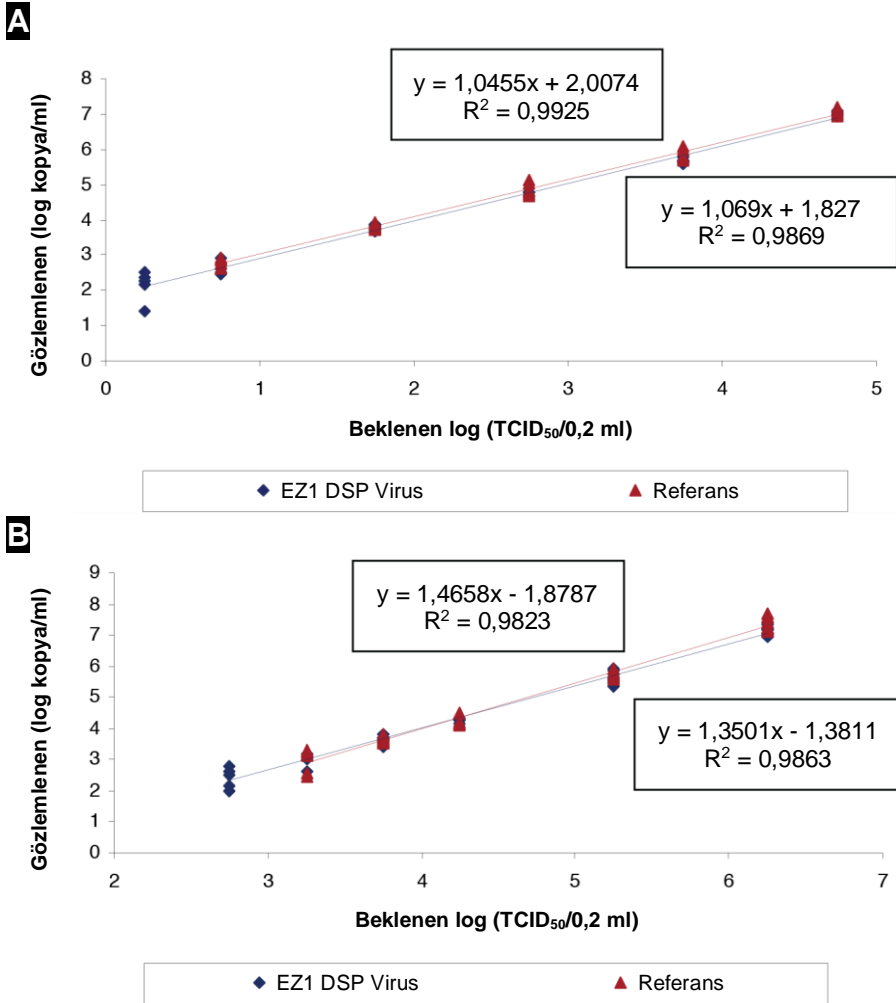 A
y = 1,0455x + 2,0074
R² = 0,9925
y = 1,069x + 1,827
R² = 0,9869
Gözlemlenen (log kopya/ml)
8
7
6
5
4
3
2
1
0
0 1 2 3 4 5
Beklenen log (TCID₅₀/0,2 ml)
EZ1 DSP Virus Referans
B
y = 1,4658x - 1,8787
R² = 0,9823
y = 1,3501x - 1,3811
R² = 0,9863
Gözlemlenen (log kopya/ml)
9
8
7
6
5
4
3
2
1
0
2 3 4 5 6 7
Beklenen log (TCID₅₀/0,2 ml)
EZ1 DSP Virus Referans